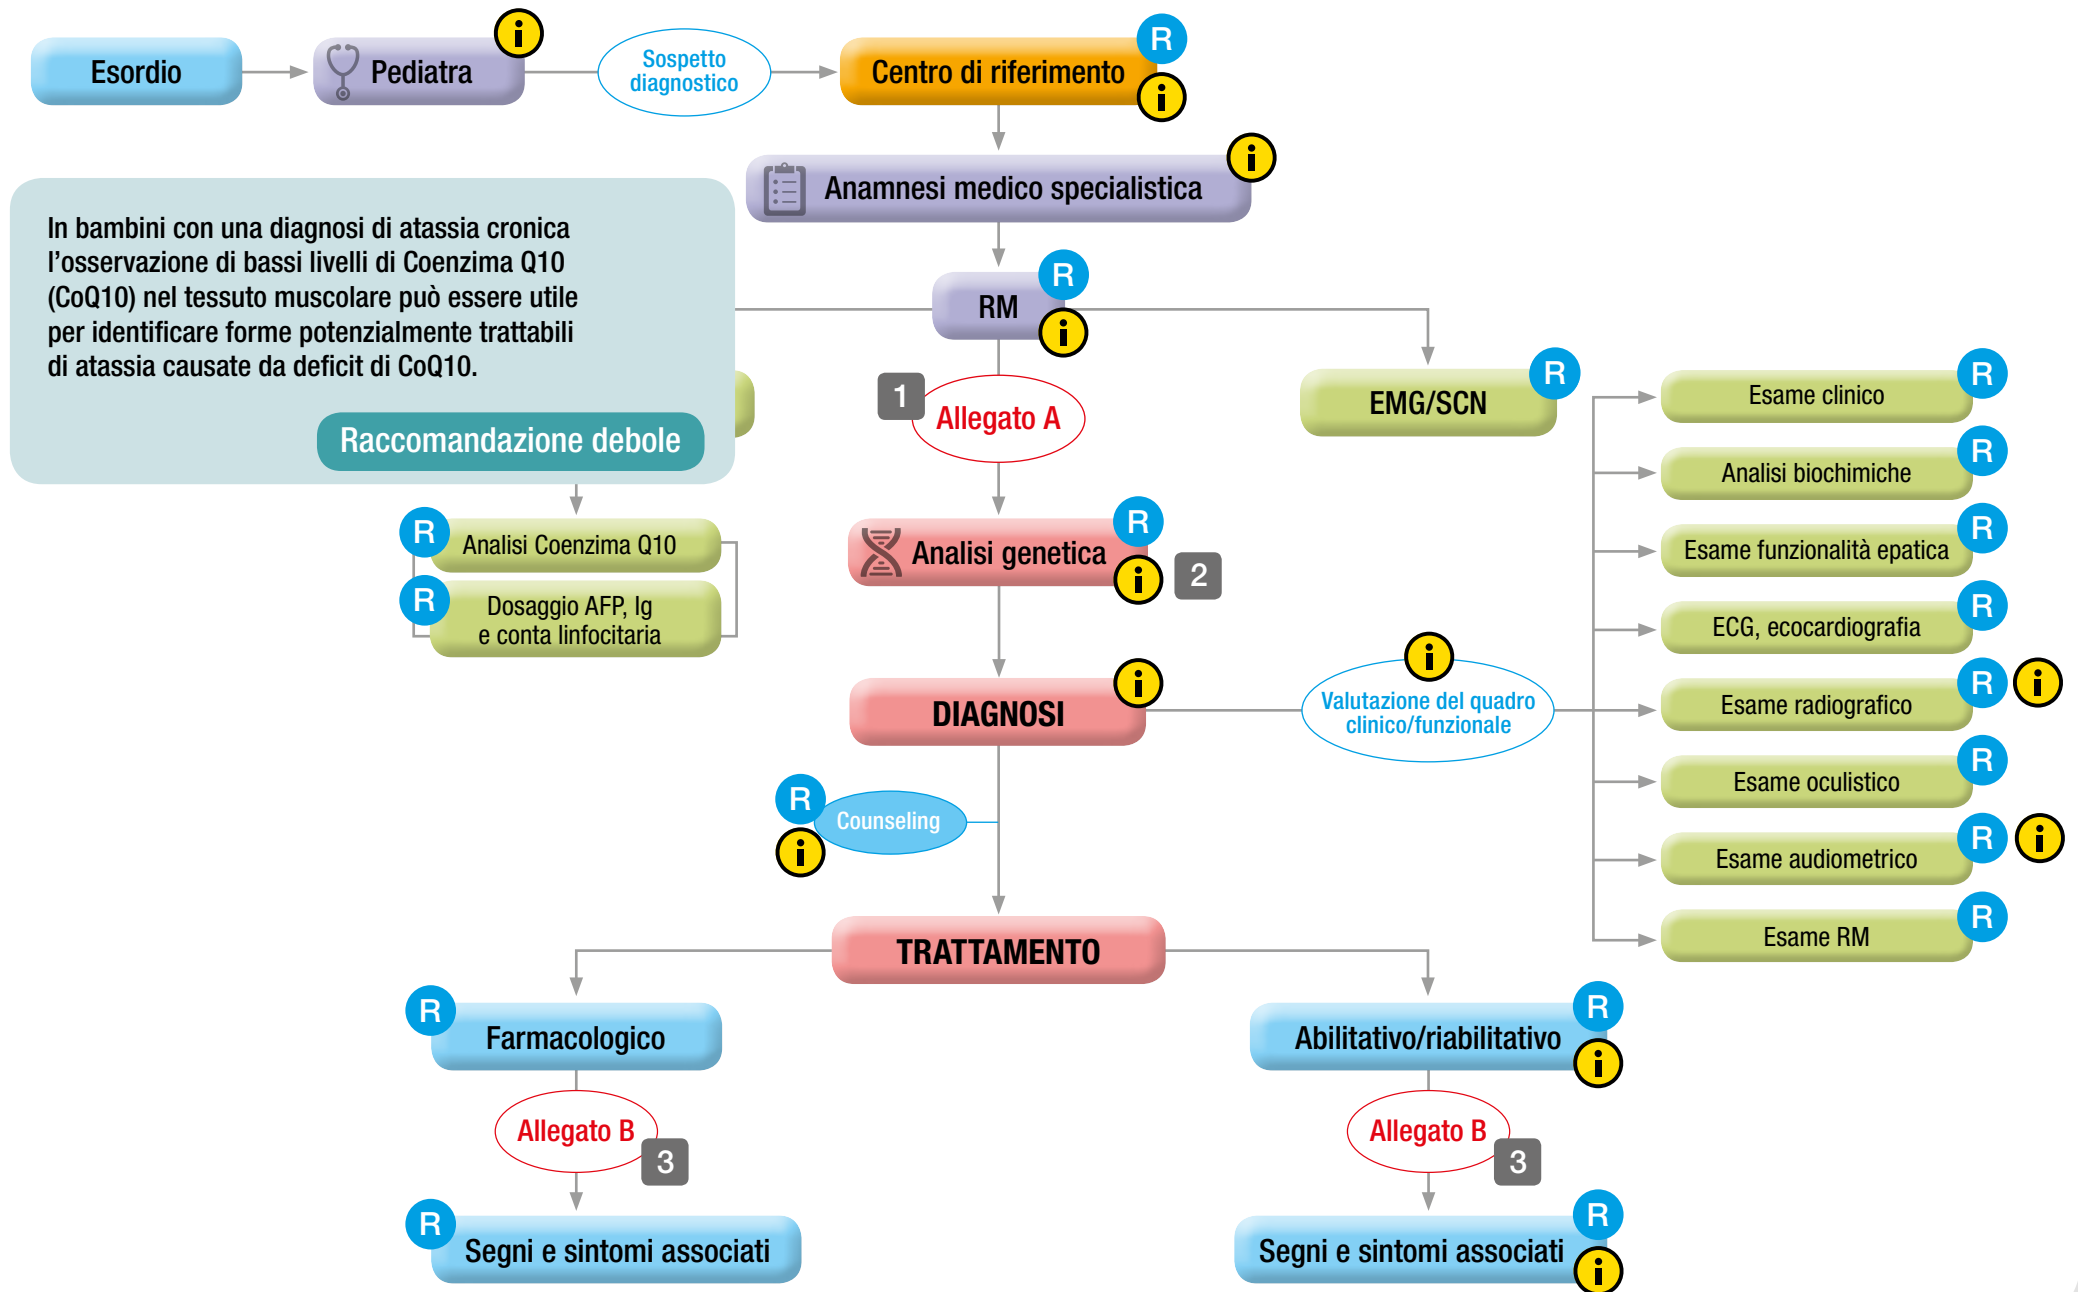 Esordio
Pediatra
i
Sospetto
diagnostico
Centro di riferimento
R
i
Anamnesi medico specialistica
i
In bambini con una diagnosi di atassia cronica
l'osservazione di bassi livelli di Coenzima Q10
(CoQ10) nel tessuto muscolare può essere utile
per identificare forme potenzialmente trattabili
di atassia causate da deficit di CoQ10.
Raccomandazione debole
RM
R
i
1
Allegato A
EMG/SCN
R
R
Analisi Coenzima Q10
R
Dosaggio AFP, Ig
e conta linfocitaria
Analisi genetica
R
i
2
DIAGNOSI
i
i
Valutazione del quadro
clinico/funzionale
Esame clinico
R
Analisi biochimiche
R
Esame funzionalità epatica
R
ECG, ecocardiografia
R
Esame radiografico
R
i
Esame oculistico
R
Esame audiometrico
R
i
Esame RM
R
R
i
Counseling
TRATTAMENTO
R
Farmacologico
Allegato B
3
R
Segni e sintomi associati
Abilitativo/riabilitativo
R
i
Allegato B
3
Segni e sintomi associati
R
i